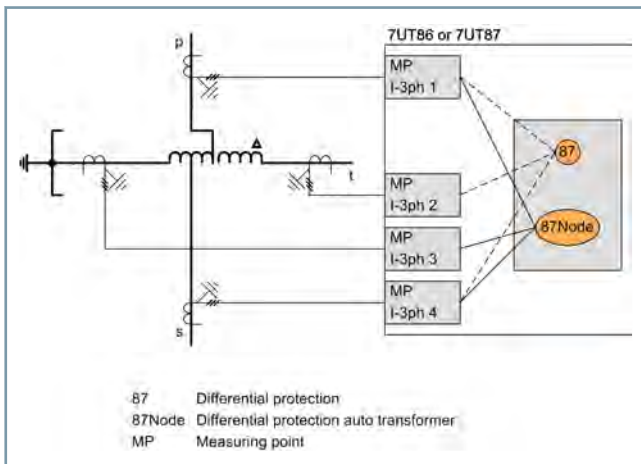 7UT86 or 7UT87
p
MP
I-3ph 1
87
Δ
t
MP
I-3ph 2
87Node
MP
I-3ph 3
MP
I-3ph 4
s
87 Differential protection
87Node Differential protection auto transformer
MP Measuring point